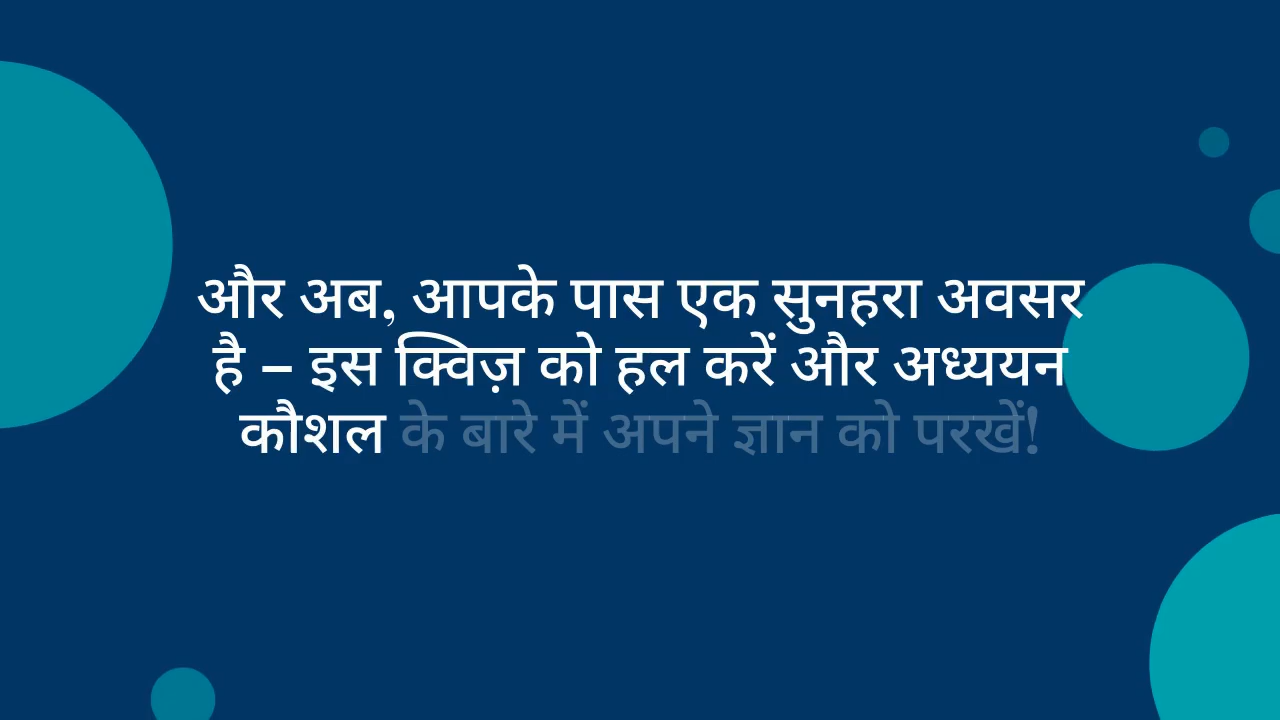 और अब, आपके पास एक सुनहरा अवसर
है – इस क्विज़ को हल करें और अध्ययन
कौशल के बारे में अपने ज्ञान को परखें!